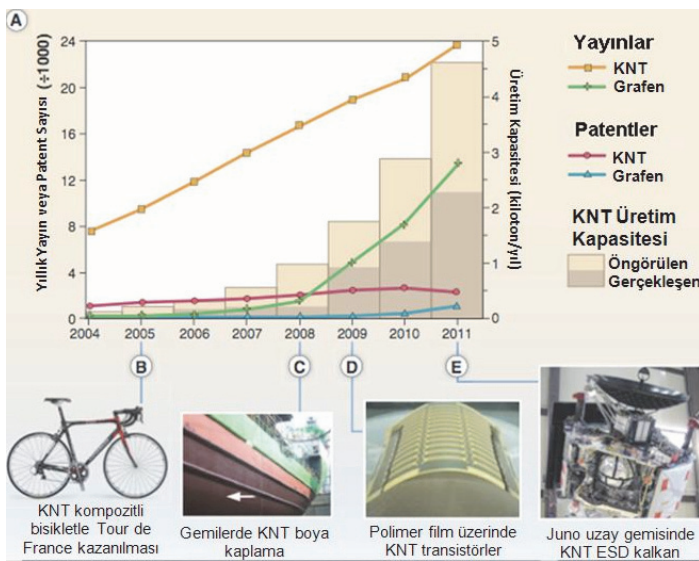 A
Yıllık Yayın veya Patent Sayısı (÷1000)
24
20
16
12
8
4
0
5
4
3
2
1
0
Üretim Kapasitesi (kiloton/yıl)
2004 2005 2006 2007 2008 2009 2010 2011
Yayınlar
KNT
Grafen
Patentler
KNT
Grafen
KNT Üretim
Kapasitesi
Öngörülen
Gerçekleşen
B
C
D
E
KNT kompozitli
bisikletle Tour de
France kazanılması
Gemilerde KNT boya
kaplama
Polimer film üzerinde
KNT transistörler
Juno uzay gemisinde
KNT ESD kalkan